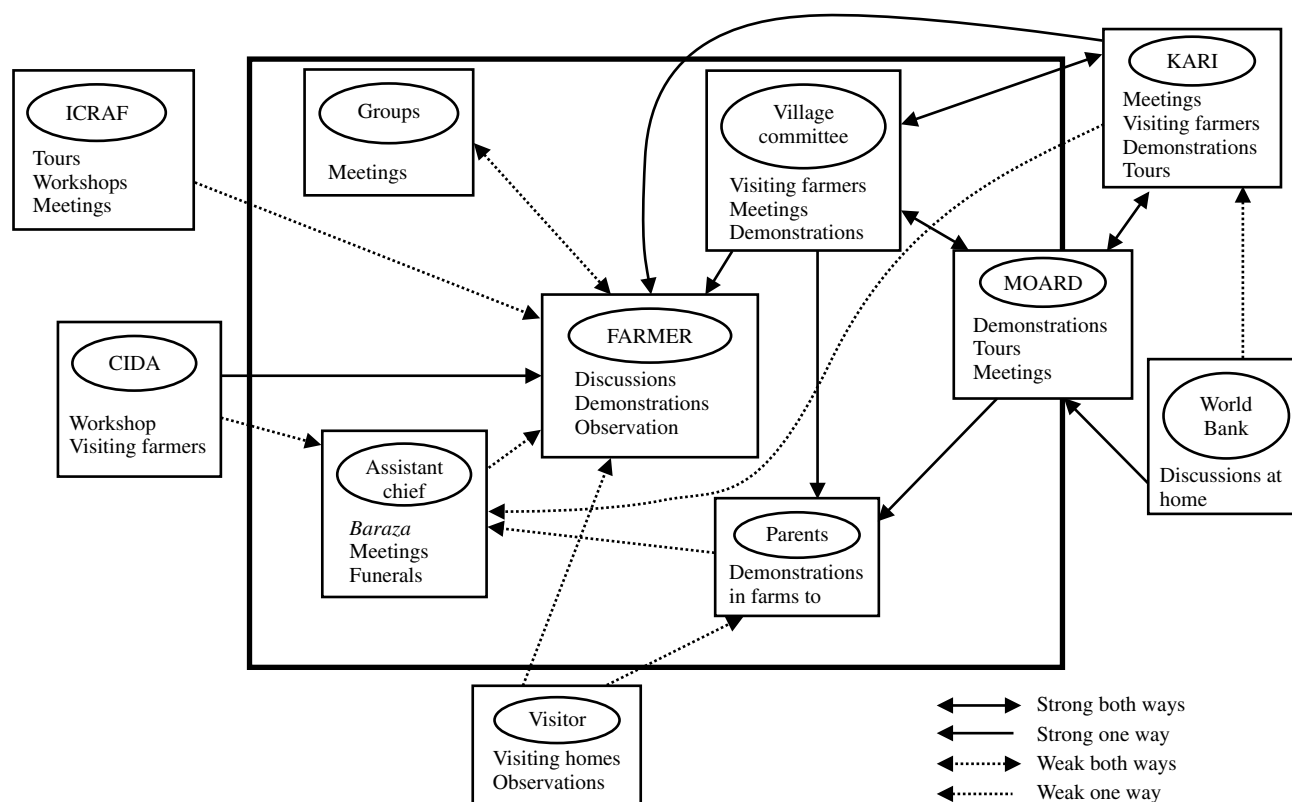 ICRAF
Tours
Workshops
Meetings
Groups
Meetings
Village
committee
Visiting farmers
Meetings
Demonstrations
KARI
Meetings
Visiting farmers
Demonstrations
Tours
CIDA
Workshop
Visiting farmers
FARMER
Discussions
Demonstrations
Observation
MOARD
Demonstrations
Tours
Meetings
World
Bank
Discussions at
home
Assistant
chief
Baraza
Meetings
Funerals
Parents
Demonstrations
in farms to
Visitor
Visiting homes
Observations
Strong both ways
Strong one way
Weak both ways
Weak one way